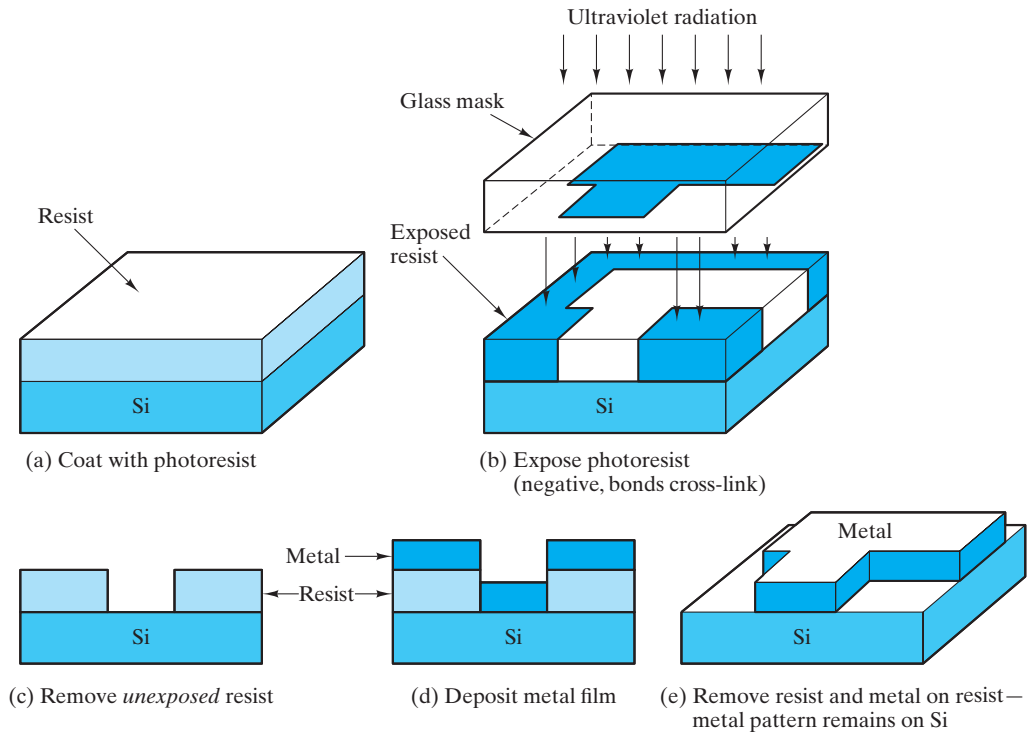 Ultraviolet radiation
Glass mask
Resist
Exposed
resist
Si
Si
(a) Coat with photoresist
(b) Expose photoresist
(negative, bonds cross-link)
Metal
Metal
Resist
Si
Si
Si
(c) Remove unexposed resist
(d) Deposit metal film
(e) Remove resist and metal on resist—
metal pattern remains on Si